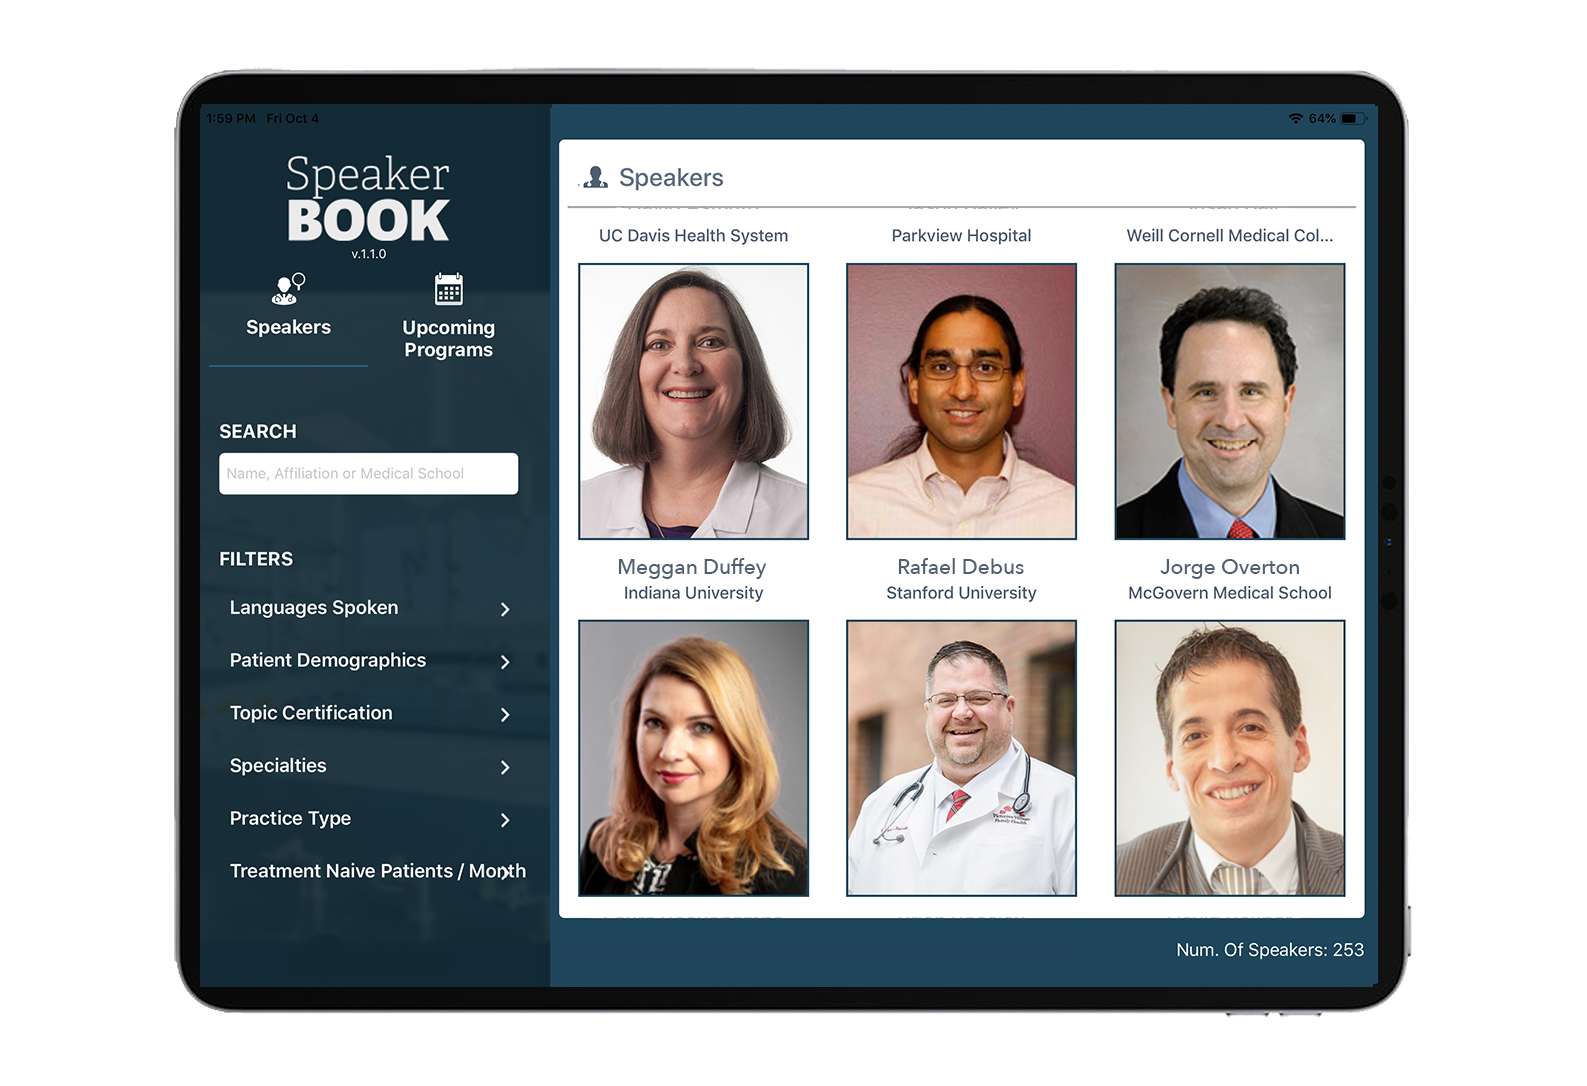 1:59 PM Fri Oct 4
64%
Speaker
BOOK
v.1.1.0
Speakers
Upcoming
Programs
SEARCH
Name, Affiliation or Medical School
FILTERS
Languages Spoken
Patient Demographics
Topic Certification
Specialties
Practice Type
Treatment Naive Patients / Month
Speakers
UC Davis Health System
Parkview Hospital
Weill Cornell Medical Col...
Meggan Duffey
Indiana University
Rafael Debus
Stanford University
Jorge Overton
McGovern Medical School
Family Health
Num. Of Speakers: 253